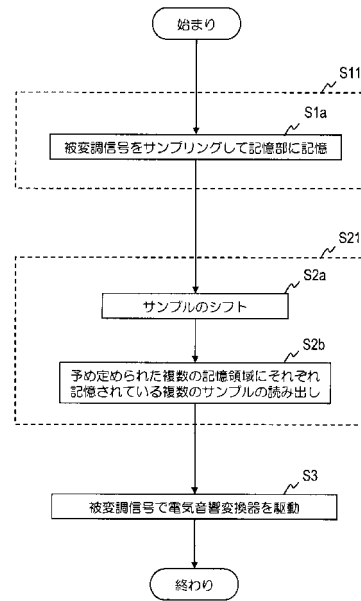 始まり
S11
S1a
被変調信号をサンプリングして記憶部に記憶
S21
S2a
サンプルのシフト
S2b
予め定められた複数の記憶領域にそれぞれ
記憶されている複数のサンプルの読み出し
S3
被変調信号で電気音響変換器を駆動
終わり